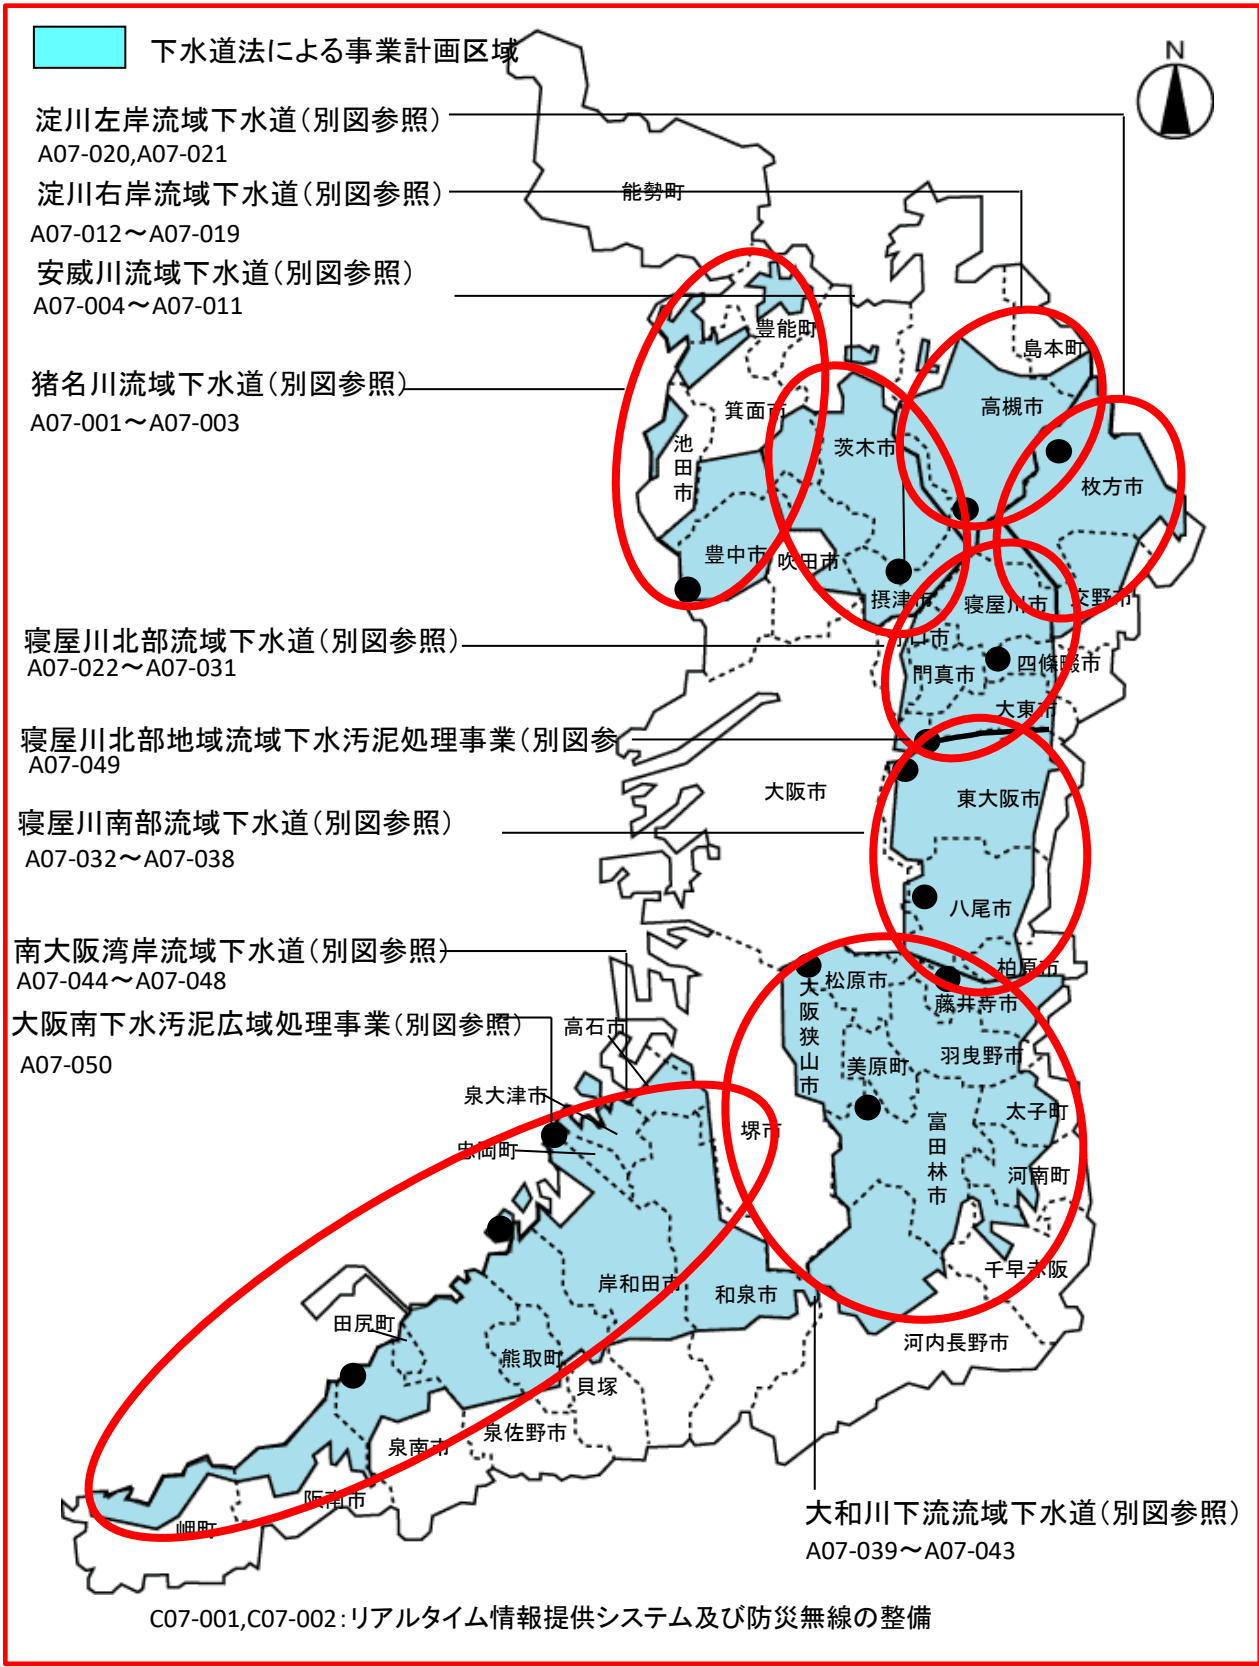 下水道法による事業計画区域
N
淀川左岸流域下水道(別図参照)
A07-020,A07-021
淀川右岸流域下水道(別図参照)
A07-012～A07-019
安威川流域下水道(別図参照)
A07-004～A07-011
猪名川流域下水道(別図参照)
A07-001～A07-003
寝屋川北部流域下水道(別図参照)
A07-022～A07-031
寝屋川北部地域流域下水汚泥処理事業(別図参
A07-049
寝屋川南部流域下水道(別図参照)
A07-032～A07-038
南大阪湾岸流域下水道(別図参照)
A07-044～A07-048
大阪南下水汚泥広域処理事業(別図参照)
A07-050
大和川下流流域下水道(別図参照)
A07-039～A07-043
能勢町
豊能町
島本町
箕面市
高槻市
池田市
茨木市
枚方市
豊中市
吹田市
摂津市
寝屋川市
交野市
口市
門真市
四條畷市
大東市
大阪市
東大阪市
八尾市
柏原市
松原市
藤井寺市
大阪狭山市
高石市
羽曳野市
美原町
泉大津市
太子町
堺市
富田林市
忠岡町
河南町
千早赤阪
岸和田市
和泉市
田尻町
河内長野市
熊取町
貝塚
泉佐野市
泉南市
阪南市
岬町
C07-001,C07-002:リアルタイム情報提供システム及び防災無線の整備